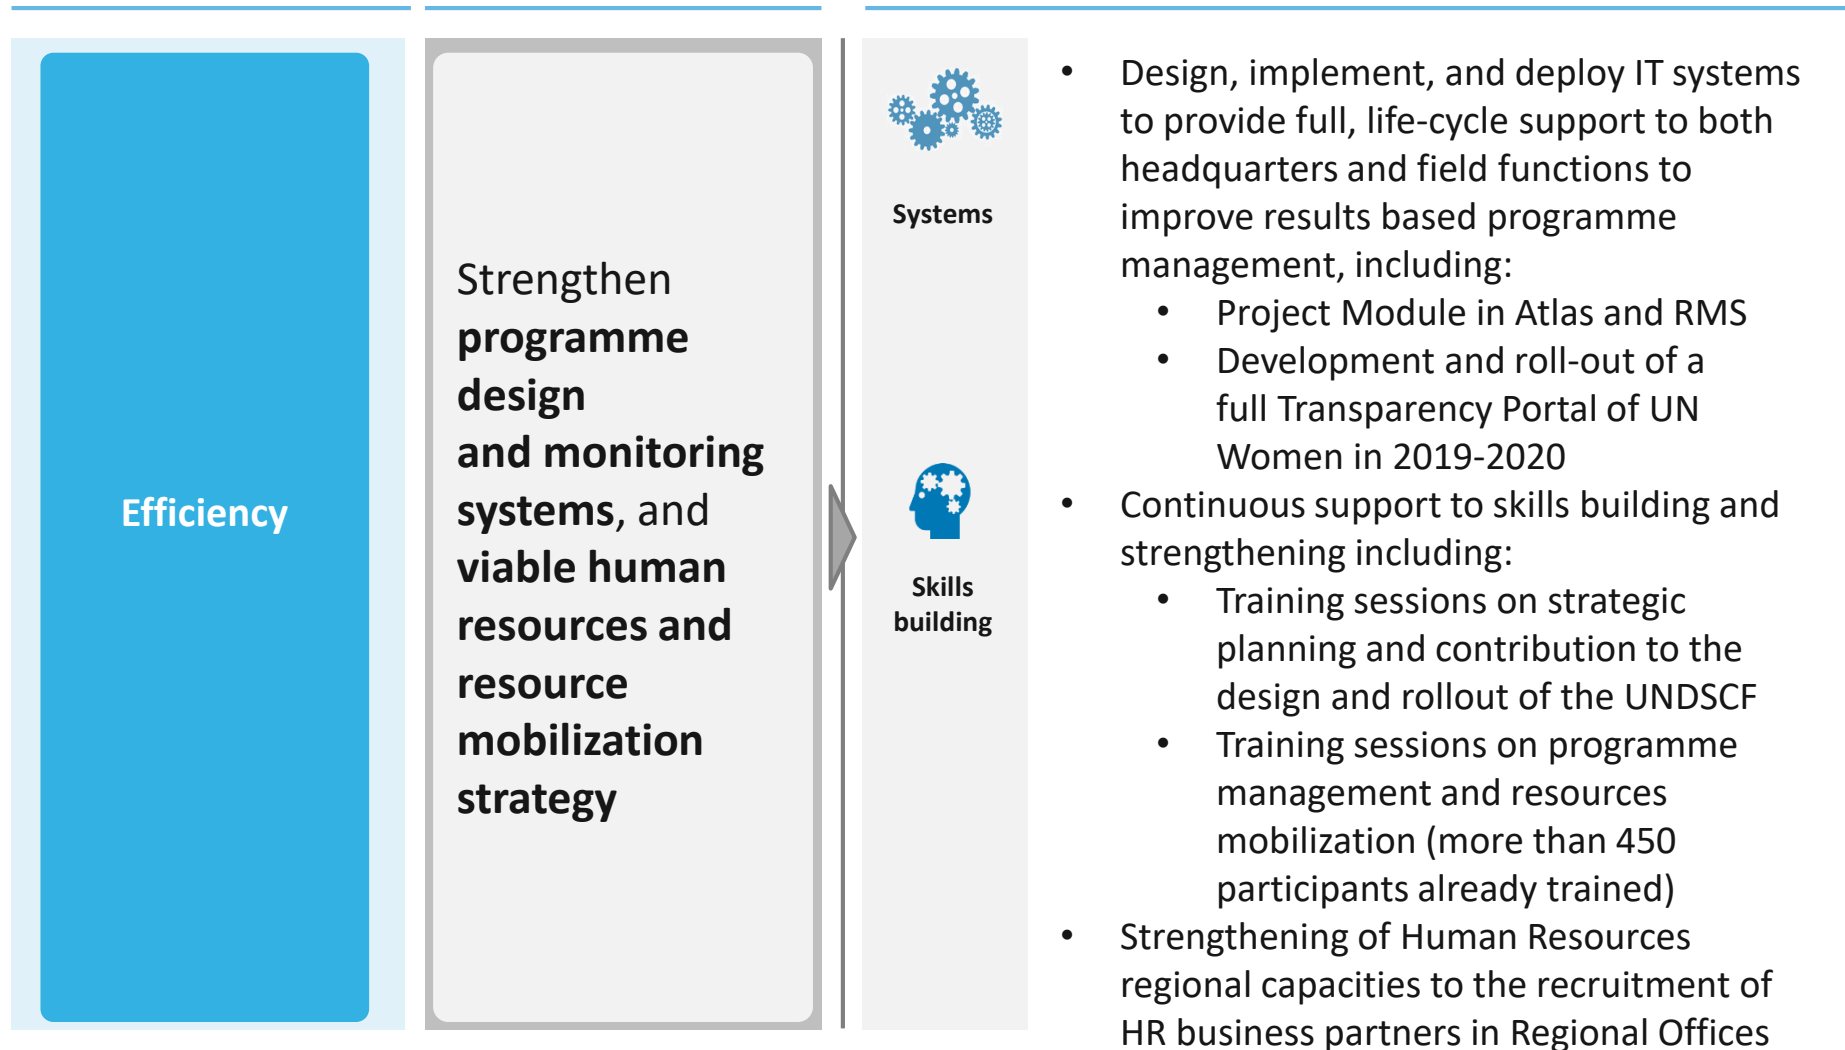 Efficiency
Strengthen
programme
design
and monitoring
systems, and
viable human
resources and
resource
mobilization
strategy
Systems
Skills
building
• Design, implement, and deploy IT systems
to provide full, life-cycle support to both
headquarters and field functions to
improve results based programme
management, including:
• Project Module in Atlas and RMS
• Development and roll-out of a
full Transparency Portal of UN
Women in 2019-2020
• Continuous support to skills building and
strengthening including:
• Training sessions on strategic
planning and contribution to the
design and rollout of the UNDSCF
• Training sessions on programme
management and resources
mobilization (more than 450
participants already trained)
• Strengthening of Human Resources
regional capacities to the recruitment of
HR business partners in Regional Offices